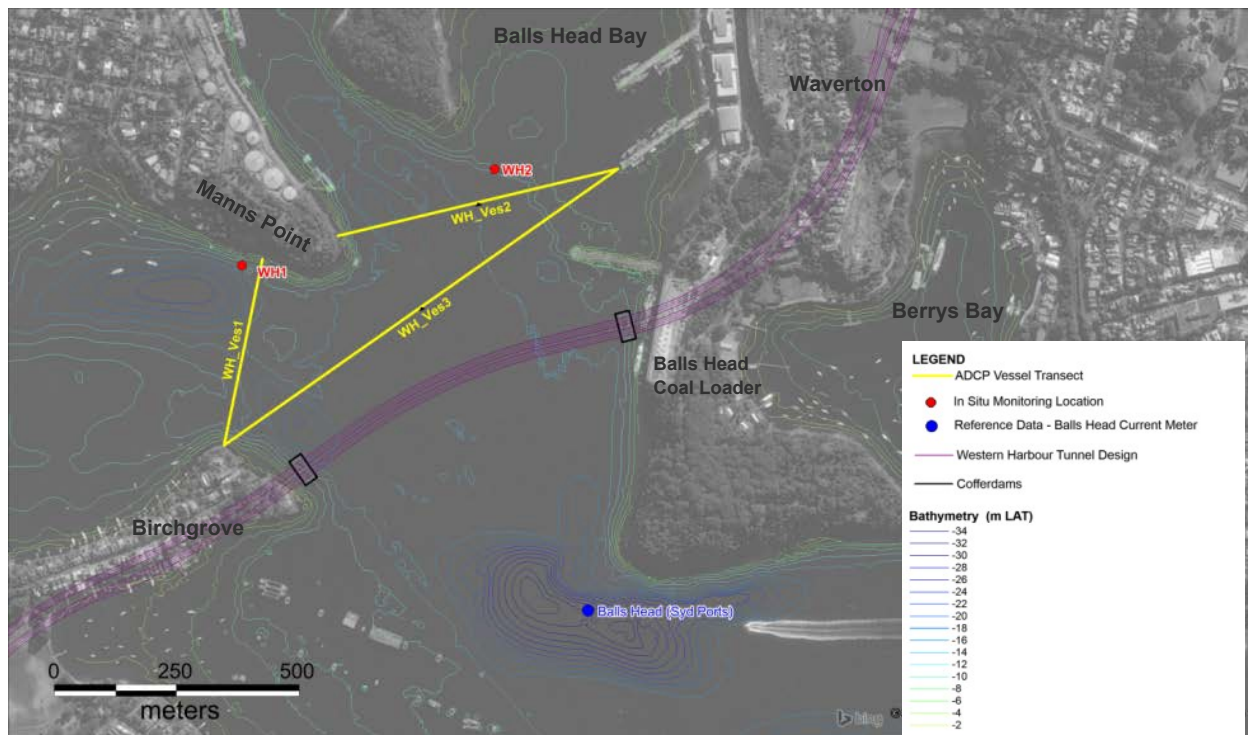 Balls Head Bay
Waverton
WH2
WH_Ves2
Manns Point
WH1
WH_Ves1
WH_Ves3
Berrys Bay
Balls Head
Coal Loader
Birchgrove
Balls Head (Syd Ports)
0 250 500
meters
LEGEND
ADCP Vessel Transect
In Situ Monitoring Location
Reference Data - Balls Head Current Meter
Western Harbour Tunnel Design
Cofferdams
Bathymetry (m LAT)
-34
-32
-30
-28
-26
-24
-22
-20
-18
-16
-14
-12
-10
-8
-6
-4
-2
bing
©